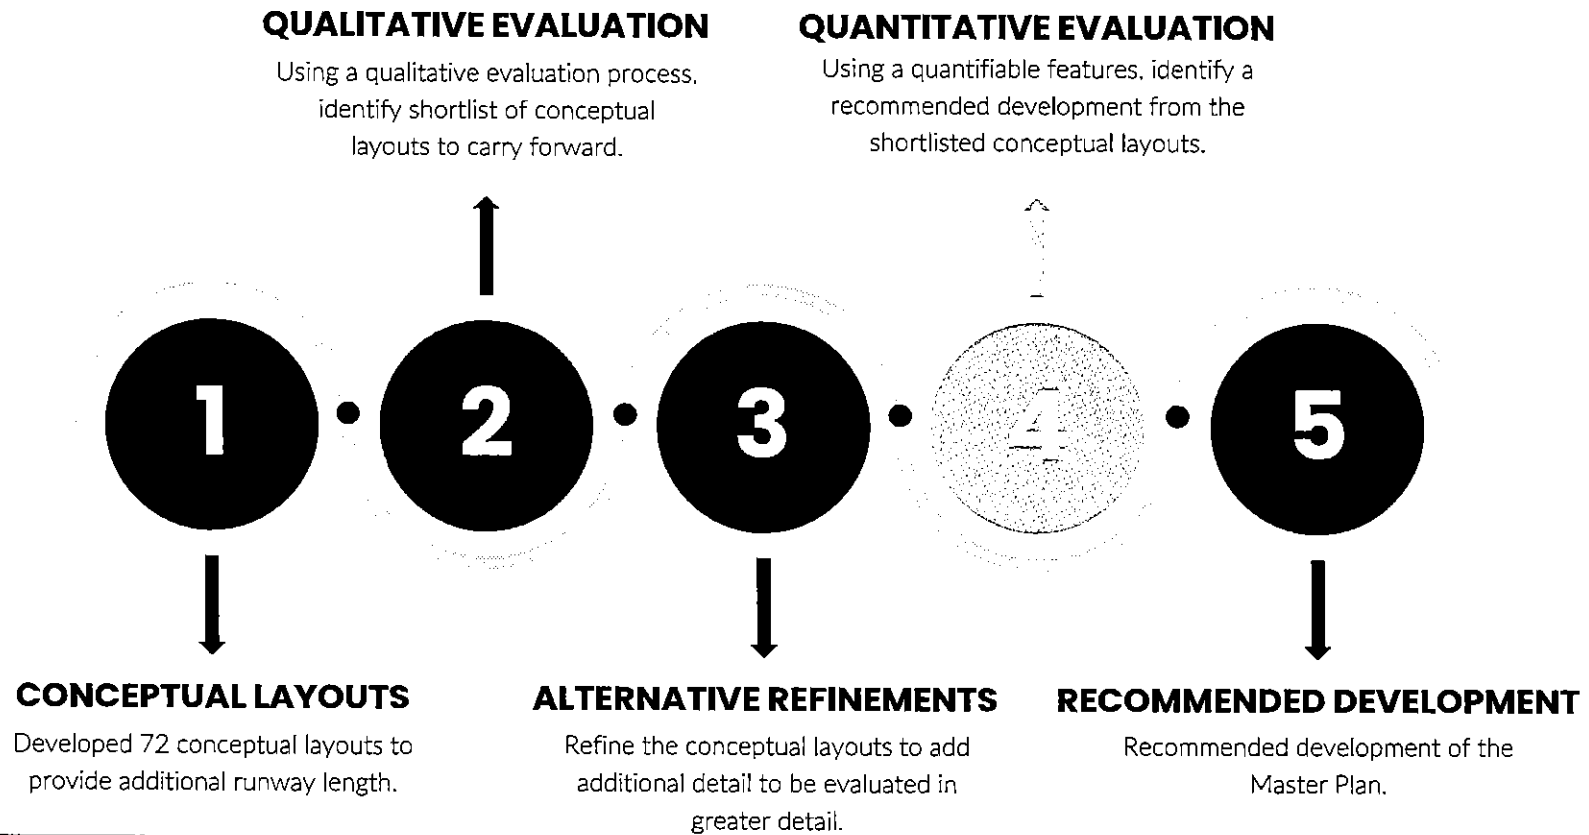 QUALITATIVE EVALUATION
Using a qualitative evaluation process,
identify shortlist of conceptual
layouts to carry forward.
QUANTITATIVE EVALUATION
Using a quantifiable features, identify a
recommended development from the
shortlisted conceptual layouts.
1
2
3
4
5
CONCEPTUAL LAYOUTS
Developed 72 conceptual layouts to
provide additional runway length.
ALTERNATIVE REFINEMENTS
Refine the conceptual layouts to add
additional detail to be evaluated in
greater detail.
RECOMMENDED DEVELOPMENT
Recommended development of the
Master Plan.